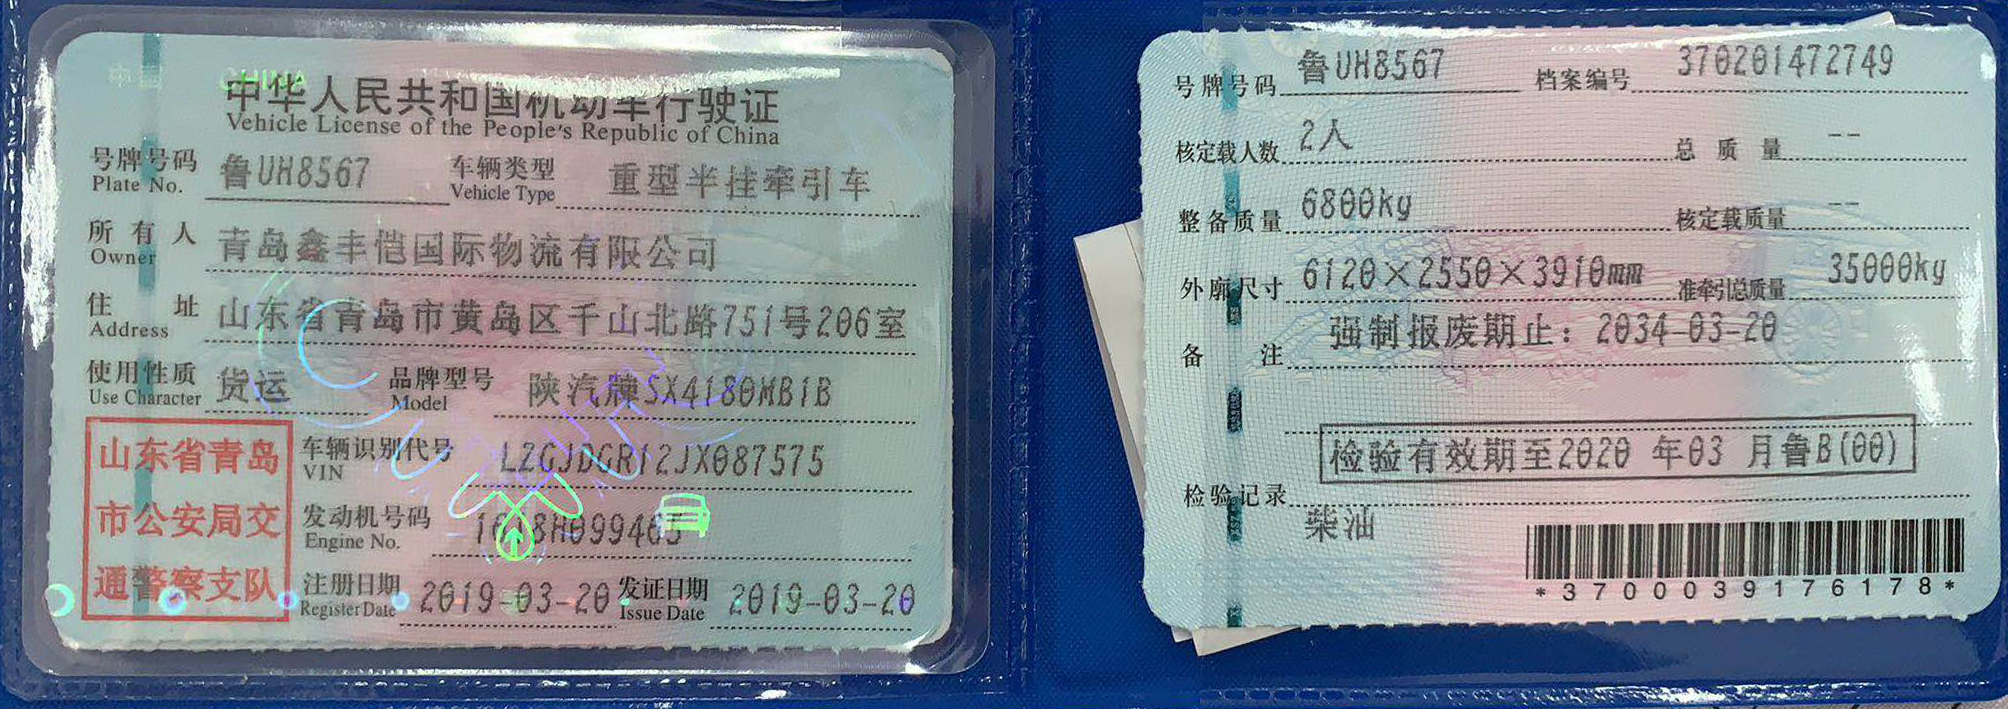 中国 CHINA
中华人民共和国机动车行驶证
Vehicle License of the People's Republic of China
号牌号码 鲁UH8567 车辆类型 重型半挂牵引车
Plate No. Vehicle Type
所有人 青岛鑫丰恺国际物流有限公司
Owner
住址 山东省青岛市黄岛区千山北路751号206室
Address
使用性质 货运 品牌型号 陕汽牌SX4180MB1B
Use Character Model
山东省青岛
市公安局交
通警察支队
车辆识别代号 LZGJDGR12JX087575
VIN
发动机号码
Engine No.
注册日期 2019-03-20 发证日期 2019-03-20
Register Date Issue Date
号牌号码 鲁UH8567 档案编号 370201472749
核定载人数 2人 总质量 --
整备质量 6800kg 核定载质量 --
外廓尺寸 6120×2550×3910mm 准牵引总质量 35000kg
备注 强制报废期止：2034-03-20
检验有效期至2020 年03 月鲁B(00)
检验记录
柴油
*3700039176178*